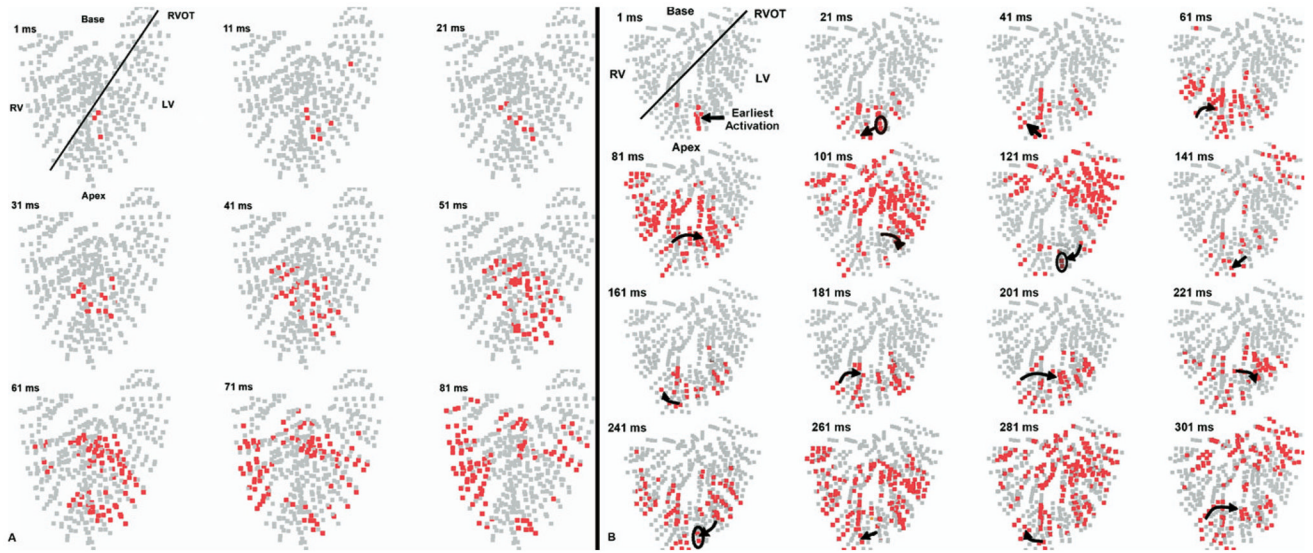 Base
RVOT
1 ms
11 ms
21 ms
RV
LV
Apex
31 ms
41 ms
51 ms
61 ms
71 ms
81 ms
A
Base
RVOT
1 ms
21 ms
41 ms
61 ms
RV
LV
Earliest
Activation
Apex
81 ms
101 ms
121 ms
141 ms
161 ms
181 ms
201 ms
221 ms
241 ms
261 ms
281 ms
301 ms
B